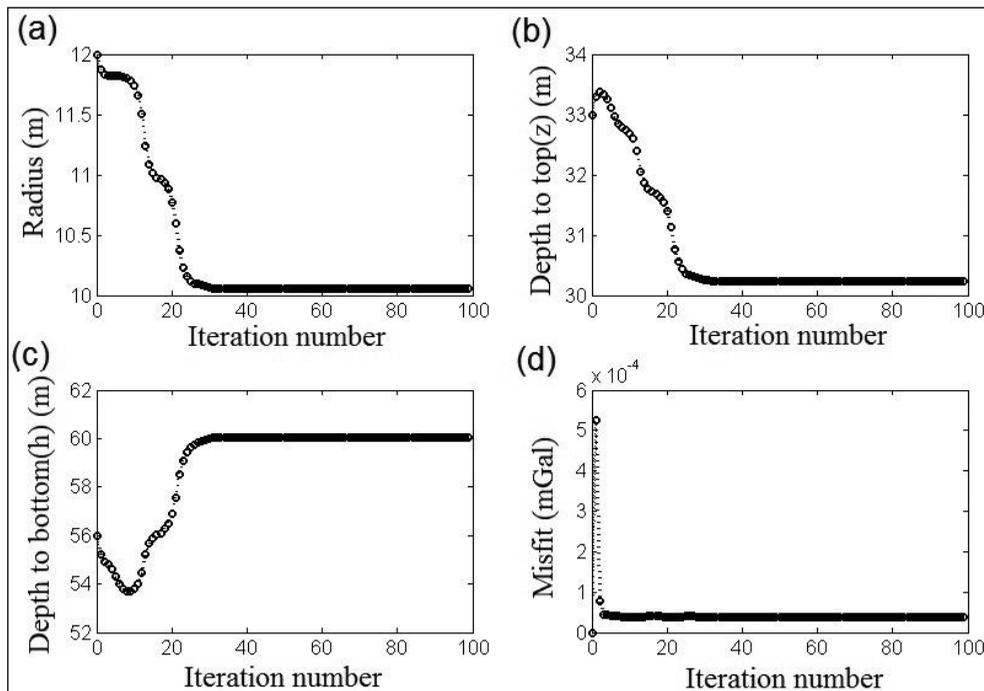 (a)
Radius (m)
12
11.5
11
10.5
10
0 20 40 60 80 100
Iteration number
(b)
Depth to top(z) (m)
34
33
32
31
30
0 20 40 60 80 100
Iteration number
(c)
Depth to bottom(h) (m)
62
60
58
56
54
52
0 20 40 60 80 100
Iteration number
(d)
Misfit (mGal)
x 10-4
6
5
4
3
2
1
0
0 20 40 60 80 100
Iteration number